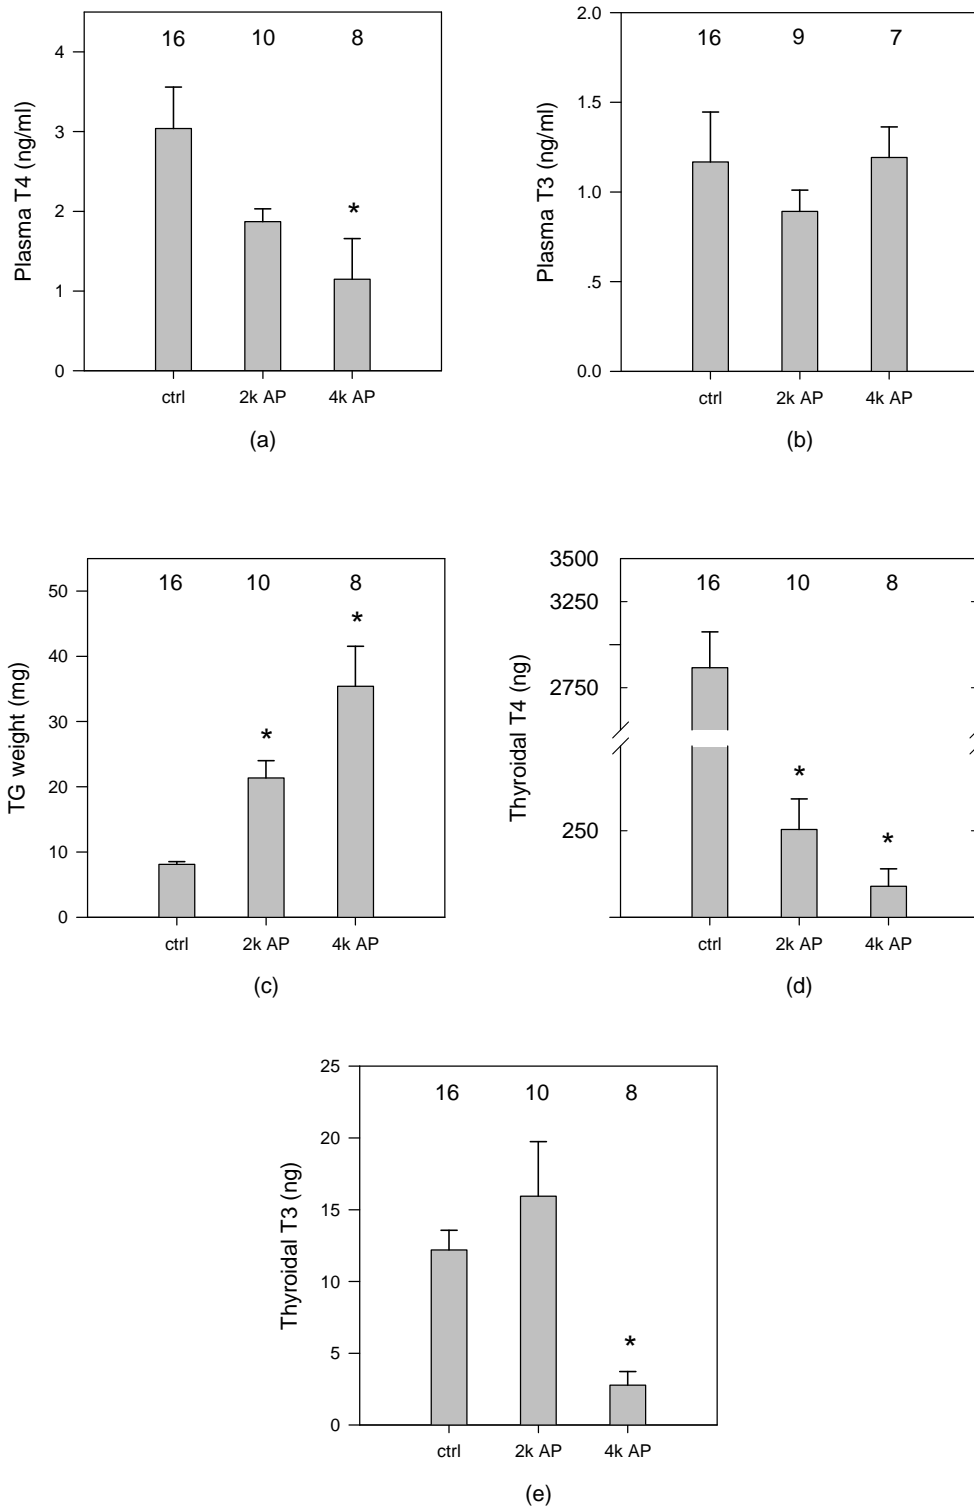 16 10 8
4
3
2
1
0
Plasma T4 (ng/ml)
*
ctrl 2k AP 4k AP
(a)
2.0
16 9 7
1.5
1.0
.5
0.0
Plasma T3 (ng/ml)
ctrl 2k AP 4k AP
(b)
16 10 8
50
40
30
20
10
0
TG weight (mg)
* *
ctrl 2k AP 4k AP
(c)
3500
16 10 8
3250
2750
250
Thyroidal T4 (ng)
* *
ctrl 2k AP 4k AP
(d)
25
16 10 8
20
15
10
5
0
Thyroidal T3 (ng)
*
ctrl 2k AP 4k AP
(e)